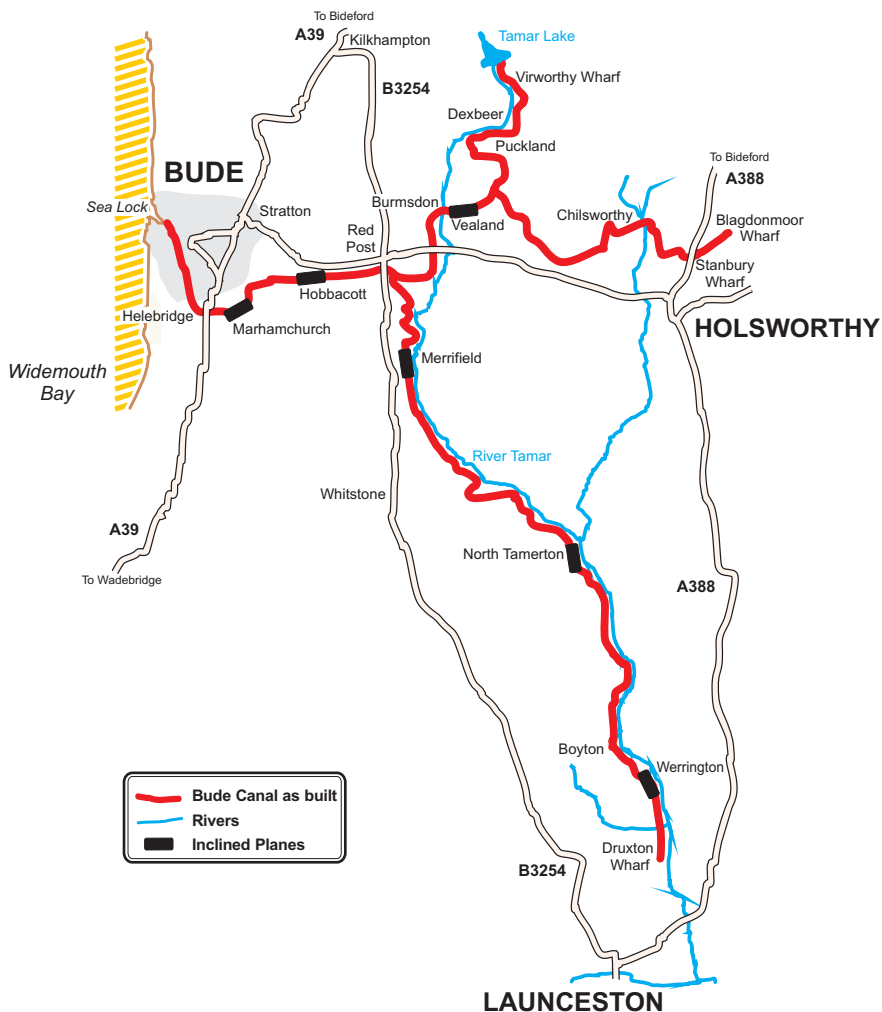 To Bideford
A39
Kilkhampton
Tamar Lake
Virworthy Wharf
B3254
Dexbeer
Puckland
BUDE
To Bideford
A388
Sea Lock
Stratton
Burmsdon
Vealand
Chilsworthy
Blagdonmoor
Wharf
Red
Post
Stanbury
Wharf
Hobbacott
Helebridge
Marhamchurch
HOLSWORTHY
Merrifield
Widemouth
Bay
River Tamar
Whitstone
A39
North Tamerton
To Wadebridge
A388
Boyton
Werrington
Bude Canal as built
Rivers
Inclined Planes
Druxton
Wharf
B3254
LAUNCESTON